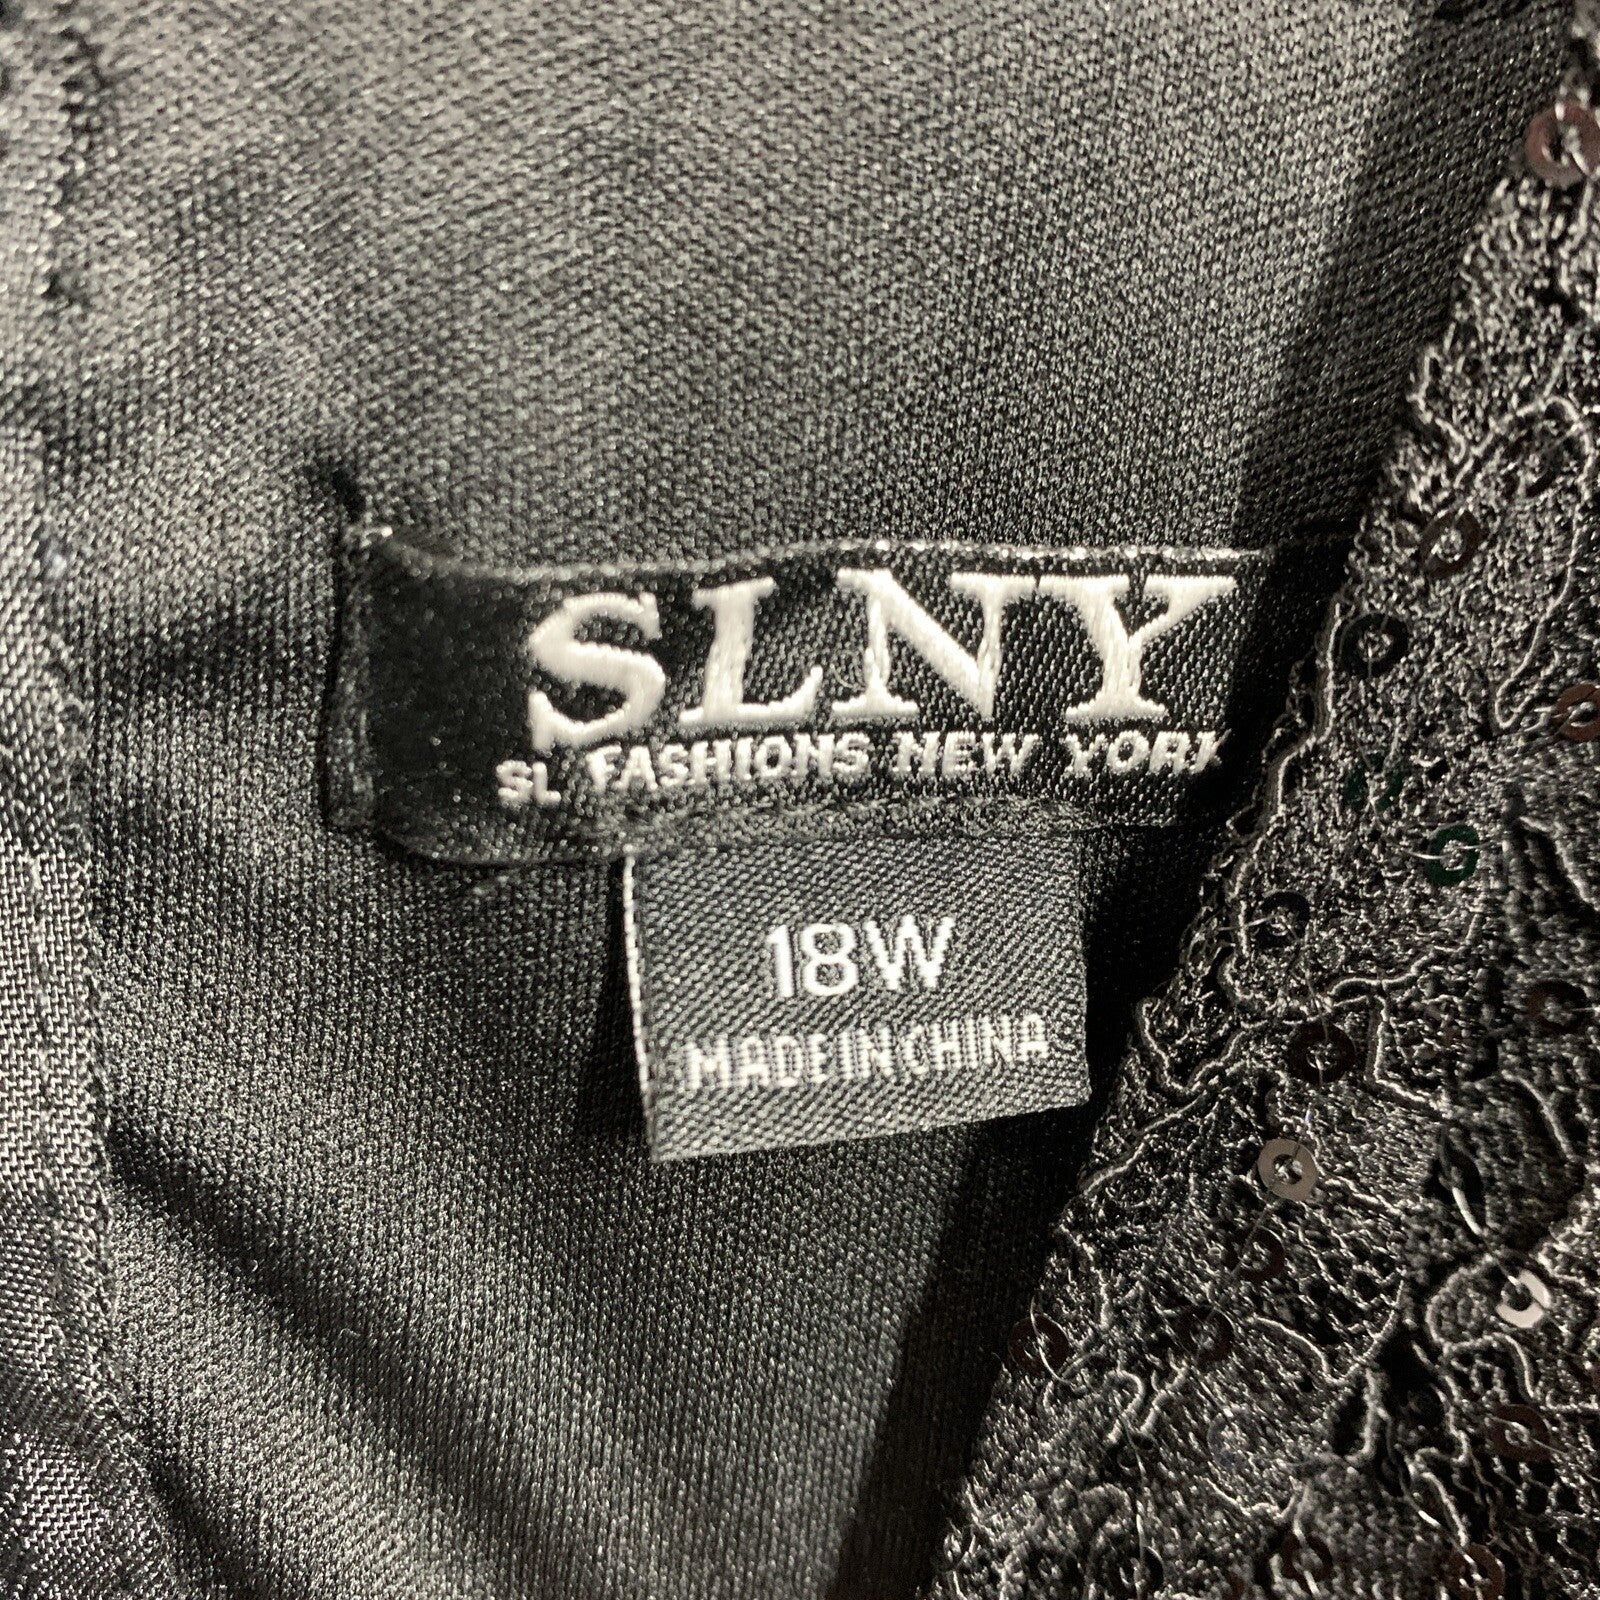 SLNY
SL FASHIONS NEW YORK
18W
MADE IN CHINA